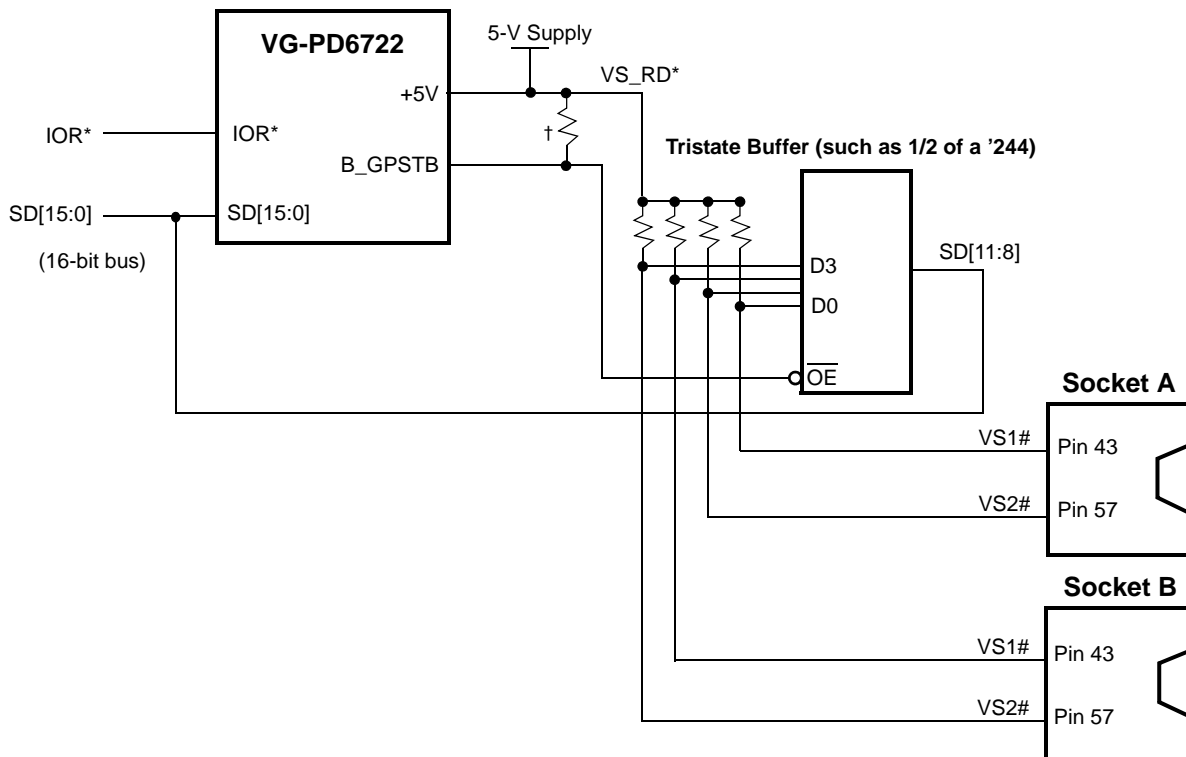 VG-PD6722
5-V Supply
+5V
VS_RD*
IOR*
IOR*
†
Tristate Buffer (such as 1/2 of a ’244)
B_GPSTB
SD[15:0]
SD[15:0]
(16-bit bus)
SD[11:8]
D3
D0
OE
Socket A
VS1#
Pin 43
VS2#
Pin 57
Socket B
VS1#
Pin 43
VS2#
Pin 57